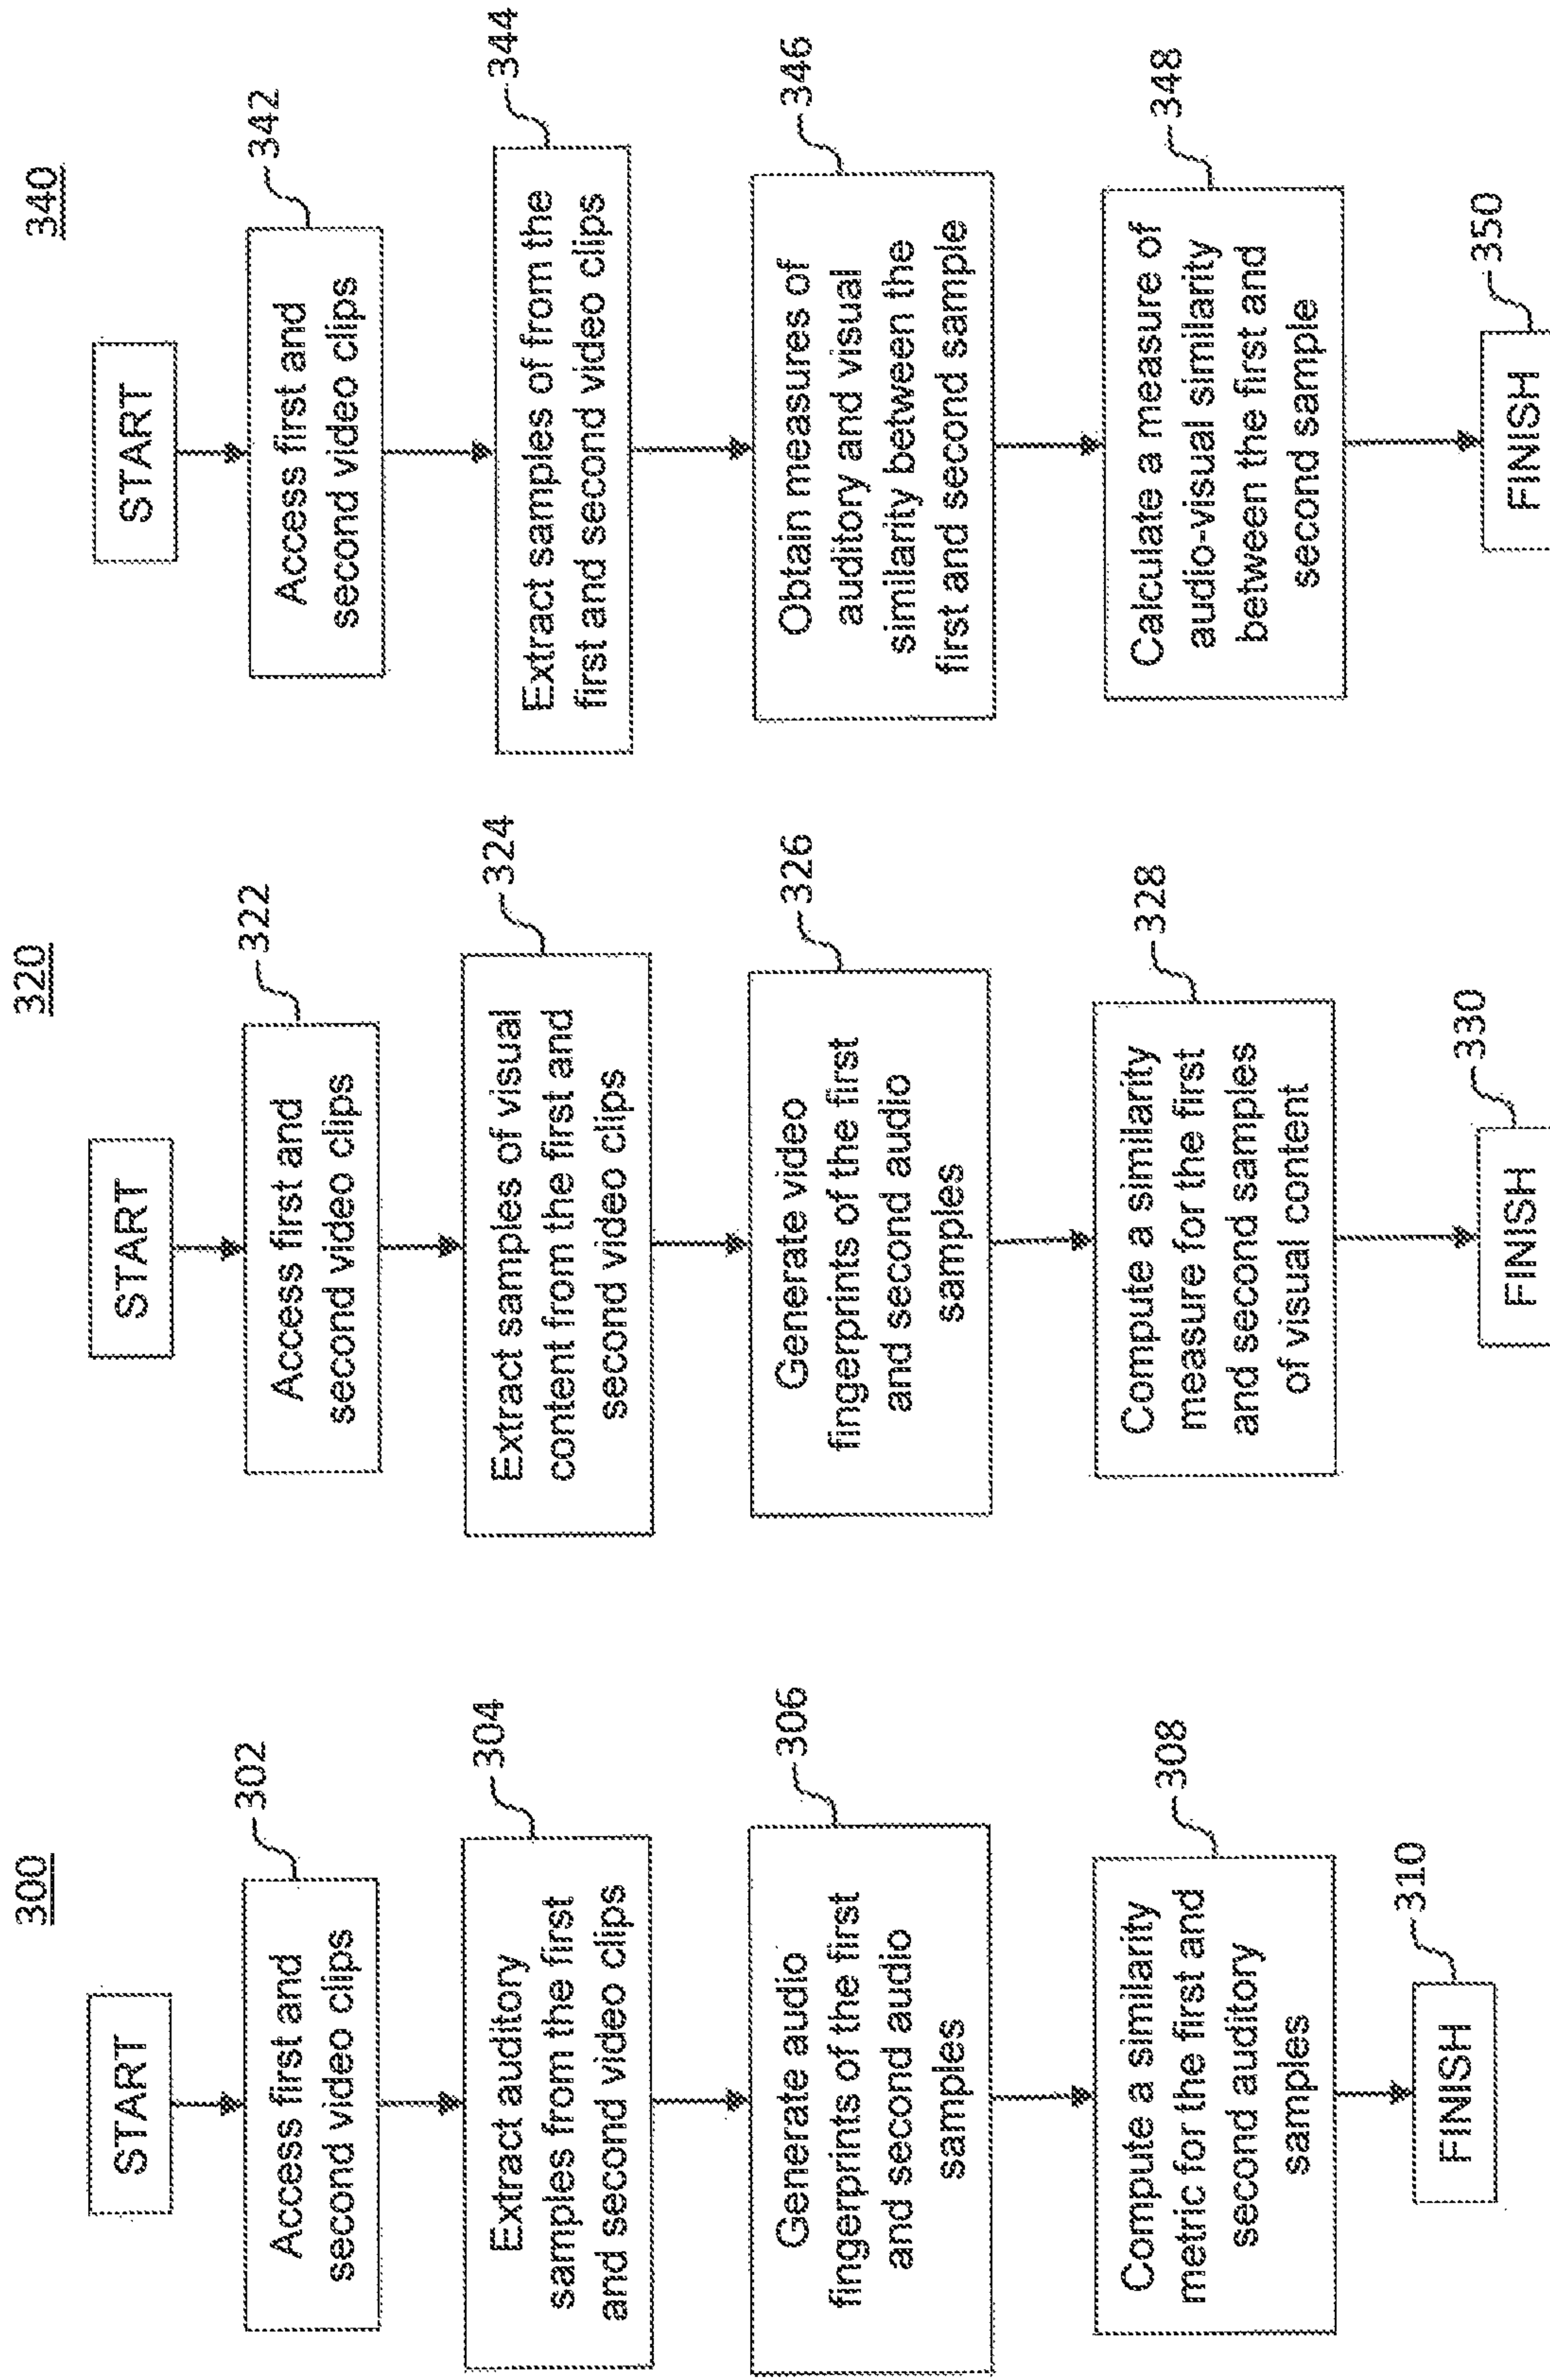 300
START
302
Access first and
second video clips
304
Extract auditory
samples from the first
and second video clips
306
Generate audio
fingerprints of the first
and second audio
samples
308
Compute a similarity
metric for the first and
second auditory
samples
310
FINISH
320
START
322
Access first and
second video clips
324
Extract samples of visual
content from the first and
second video clips
326
Generate video
fingerprints of the first
and second audio
samples
328
Compute a similarity
measure for the first
and second samples
of visual content
330
FINISH
340
START
342
Access first and
second video clips
344
Extract samples of from the
first and second video clips
346
Obtain measures of
auditory and visual
similarity between the
first and second sample
348
Calculate a measure of
audio-visual similarity
between the first and
second sample
350
FINISH